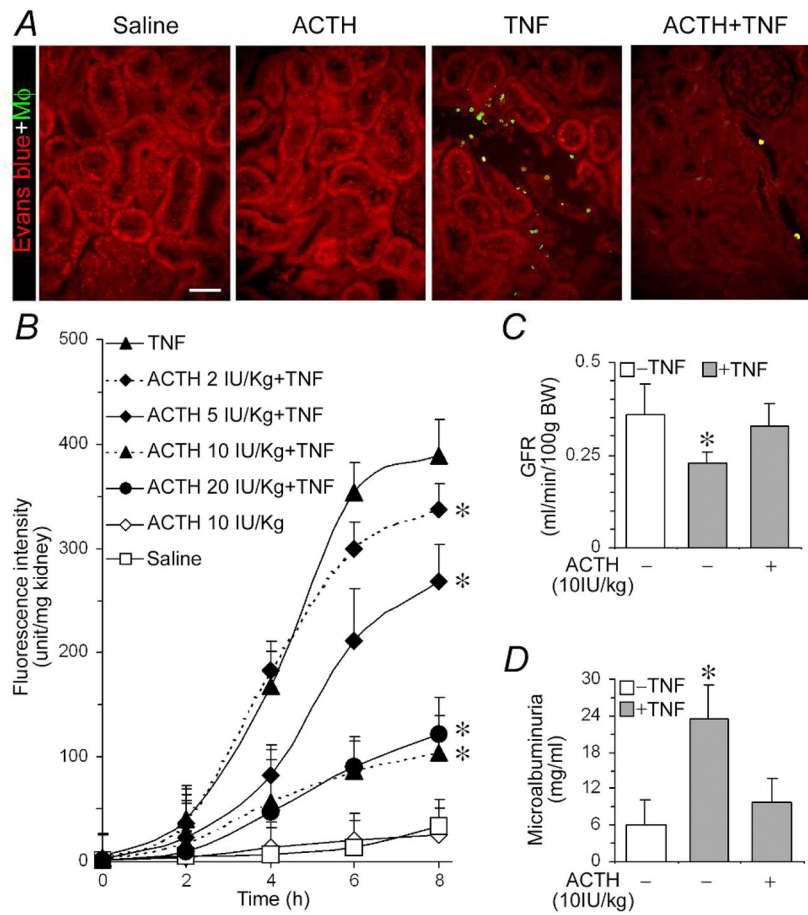 A
Saline
ACTH
TNF
ACTH+TNF
Evans blue+Mϕ
B
500
400
300
200
100
0
Fluorescence intensity
(unit/mg kidney)
TNF
ACTH 2 IU/Kg+TNF
ACTH 5 IU/Kg+TNF
ACTH 10 IU/Kg+TNF
ACTH 20 IU/Kg+TNF
ACTH 10 IU/Kg
Saline
*
*
*
*
0 2 4 6 8
Time (h)
C
0.5
0.25
0
GFR
(ml/min/100g BW)
−TNF
+TNF
*
ACTH − − +
(10IU/kg)
D
30
24
18
12
6
0
Microalbuminuria
(mg/ml)
−TNF
+TNF
*
ACTH − − +
(10IU/kg)